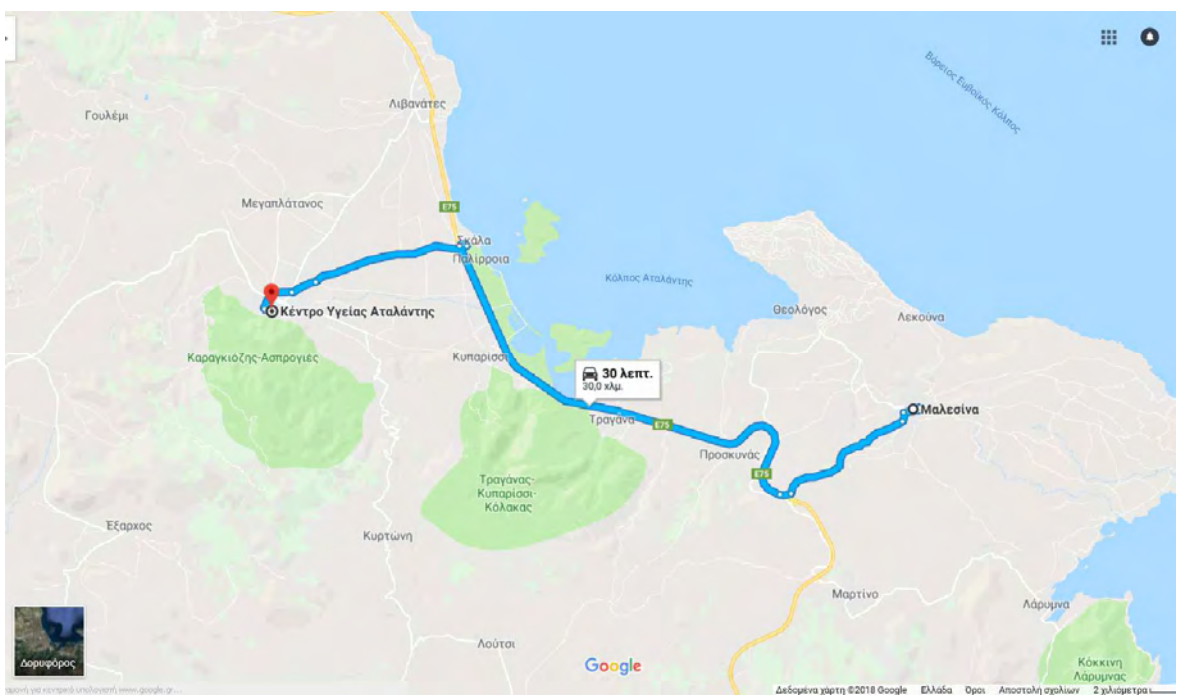 Λιβανάτες
Γουλέμι
Βόρειος Ευβοϊκός Κόλπος
Μεγαπλάτανος
E75
Σκάλα
Παλίρροια
Κόλπος Αταλάντης
Κέντρο Υγείας Αταλάντης
Θεολόγος
Λεκούνα
Καραγκιόζης-Ασπρογιές
Κυπαρίσσι
30 λεπτ.
30,0 χλμ.
Μαλεσίνα
Τραγάνα
E75
Προσκυνάς
E75
Τραγάνας-
Κυπαρίσσι-
Κόλακας
Έξαρχος
Κυρτώνη
Μαρτίνο
Λάρυμνα
Λούτσι
Κόκκινη
Λάρυμνας
Δορυφόρος
Google
Δεδομένα χάρτη ©2018 Google Ελλάδα Όροι Αποστολή σχολίων 2 χιλιόμετρα